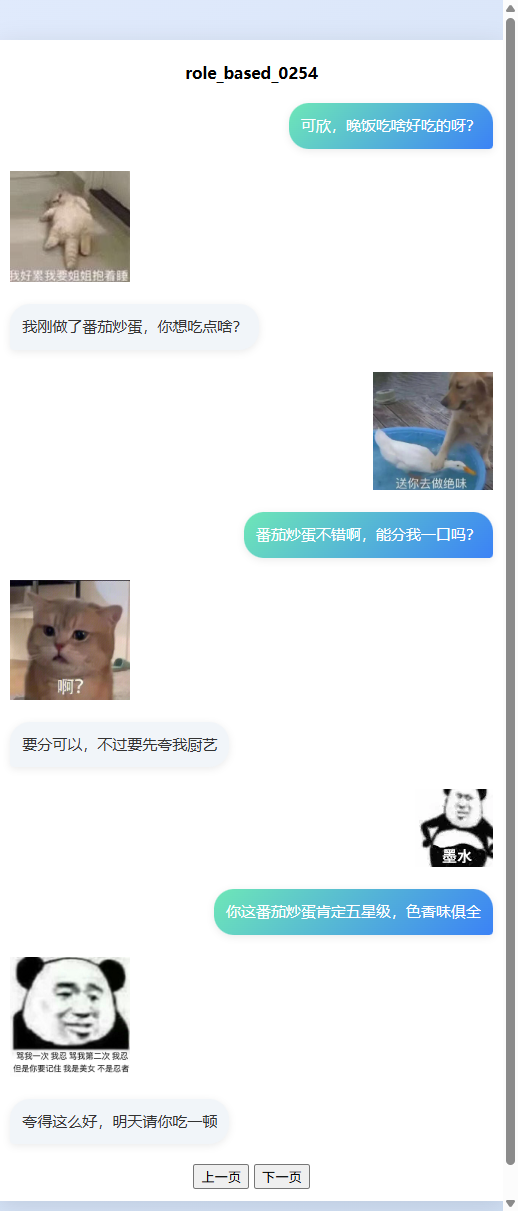 role_based_0254
可欣，晚饭吃啥好吃的呀？
我好累我要姐姐抱着睡
我刚做了番茄炒蛋，你想吃点啥？
送你去做绝味
番茄炒蛋不错啊，能分我一口吗？
啊？
要分可以，不过要先夸我厨艺
墨水
你这番茄炒蛋肯定五星级，色香味俱全
骂我一次 我忍 骂我第二次 我忍
但是你要记住 我是美女 不是忍者
夸得这么好，明天请你吃一顿
上一页 下一页